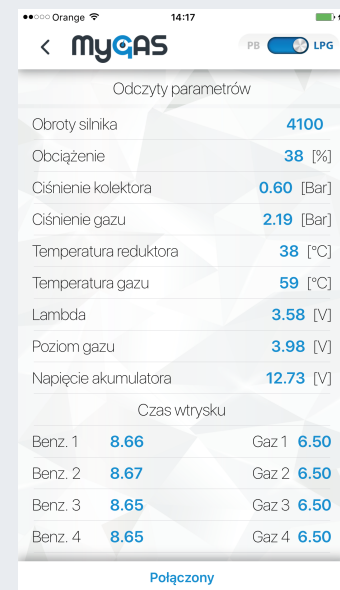 Orange 14:17
MyGAS PB LPG
Odczyty parametrów
Obroty silnika 4100
Obciążenie 38 [%]
Ciśnienie kolektora 0.60 [Bar]
Ciśnienie gazu 2.19 [Bar]
Temperatura reduktora 38 [°C]
Temperatura gazu 59 [°C]
Lambda 3.58 [V]
Poziom gazu 3.98 [V]
Napięcie akumulatora 12.73 [V]
Czas wtrysku
Benz. 1 8.66 Gaz 1 6.50
Benz. 2 8.67 Gaz 2 6.50
Benz. 3 8.65 Gaz 3 6.50
Benz. 4 8.65 Gaz 4 6.50
Połączony